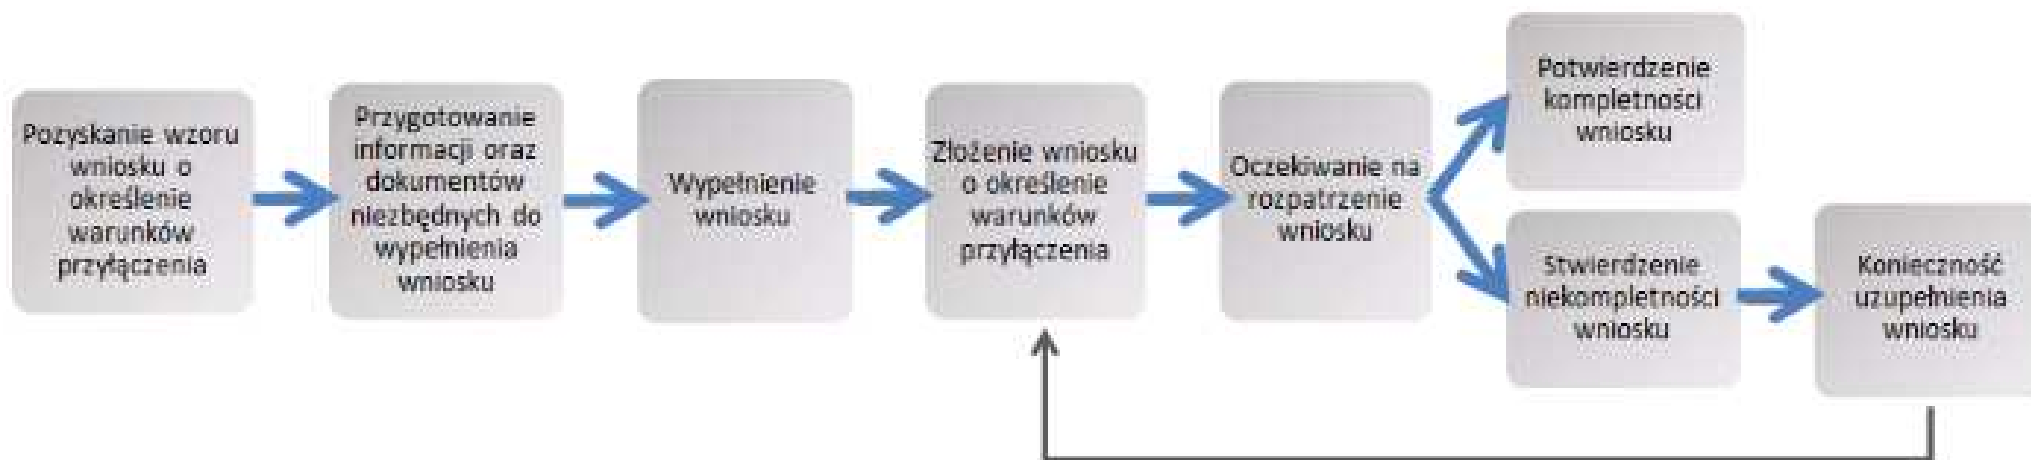 Pozyskanie wzoru
wniosku o
określenie
warunków
przyłączenia
Przygotowanie
informacji oraz
dokumentów
niezbędnych do
wypełnienia
wniosku
Wypełnienie
wniosku
Złożenie wniosku
o określenie
warunków
przyłączenia
Oczekiwanie na
rozpatrzenie
wniosku
Potwierdzenie
kompletności
wniosku
Stwierdzenie
niekompletności
wniosku
Konieczność
uzupełnienia
wniosku